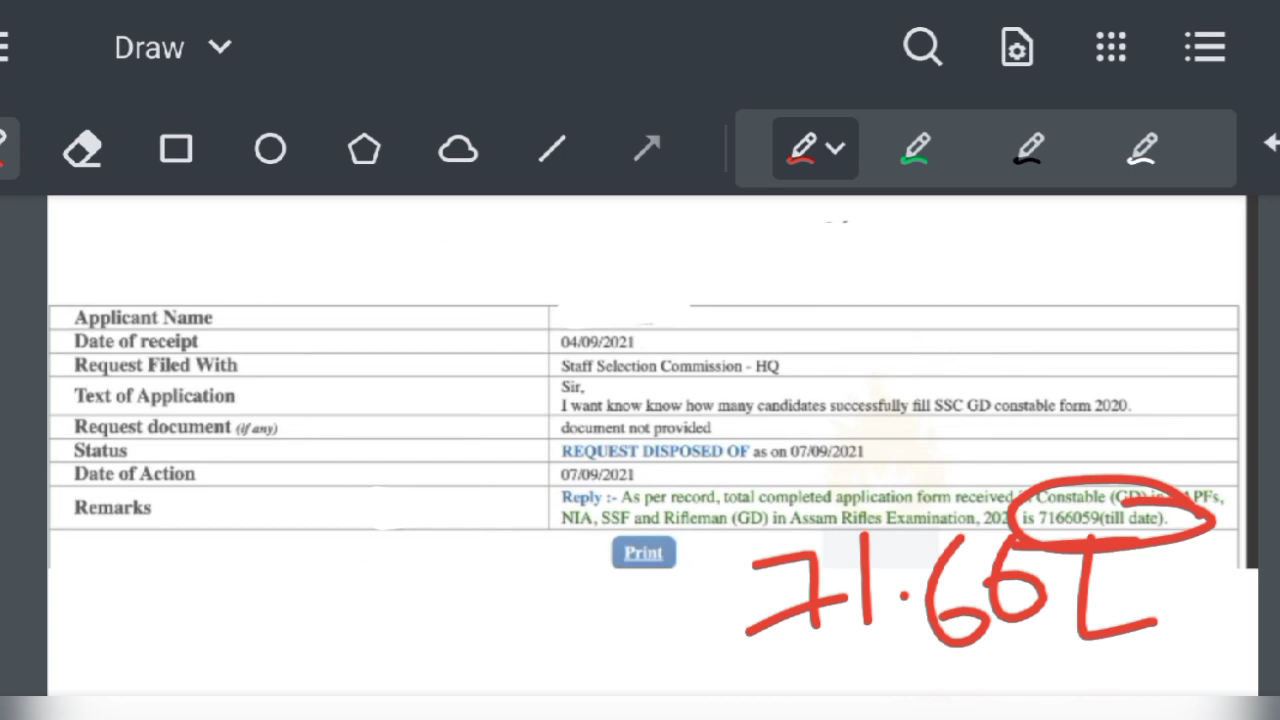 Draw
Applicant Name
Date of receipt 04/09/2021
Request Filed With Staff Selection Commission - HQ
Text of Application Sir,
I want know know how many candidates successfully fill SSC GD constable form 2020.
Request document (if any) document not provided
Status REQUEST DISPOSED OF as on 07/09/2021
Date of Action 07/09/2021
Remarks Reply :- As per record, total completed application form received Constable (GD) APFs,
NIA, SSF and Rifleman (GD) in Assam Rifles Examination, is 7166059(till date).
Print
71.66L